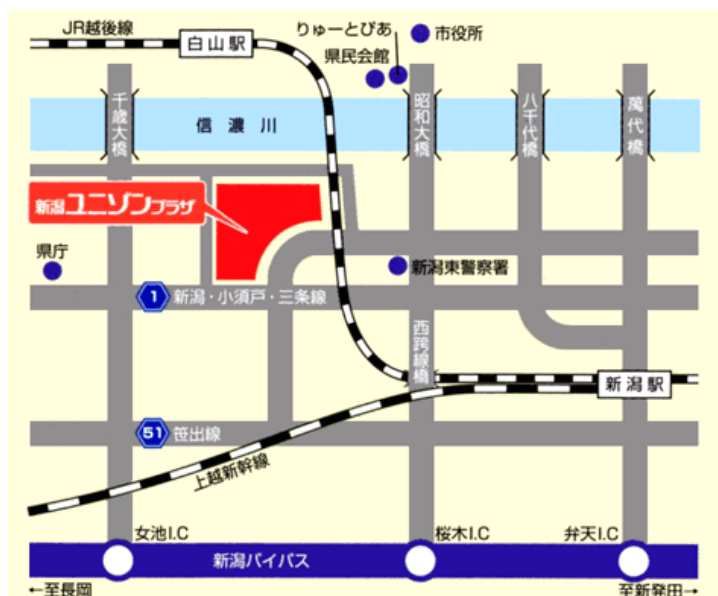 JR越後線
白山駅
りゅーとぴあ
県民会館
市役所
千歳大橋
信濃川
昭和大橋
八千代橋
萬代橋
新潟ユニゾンプラザ
県庁
新潟東警察署
1 新潟・小須戸・三条線
西跨線橋
新潟駅
51 笹出線
上越新幹線
女池I.C
桜木I.C
弁天I.C
新潟バイパス
←至長岡
至新発田→